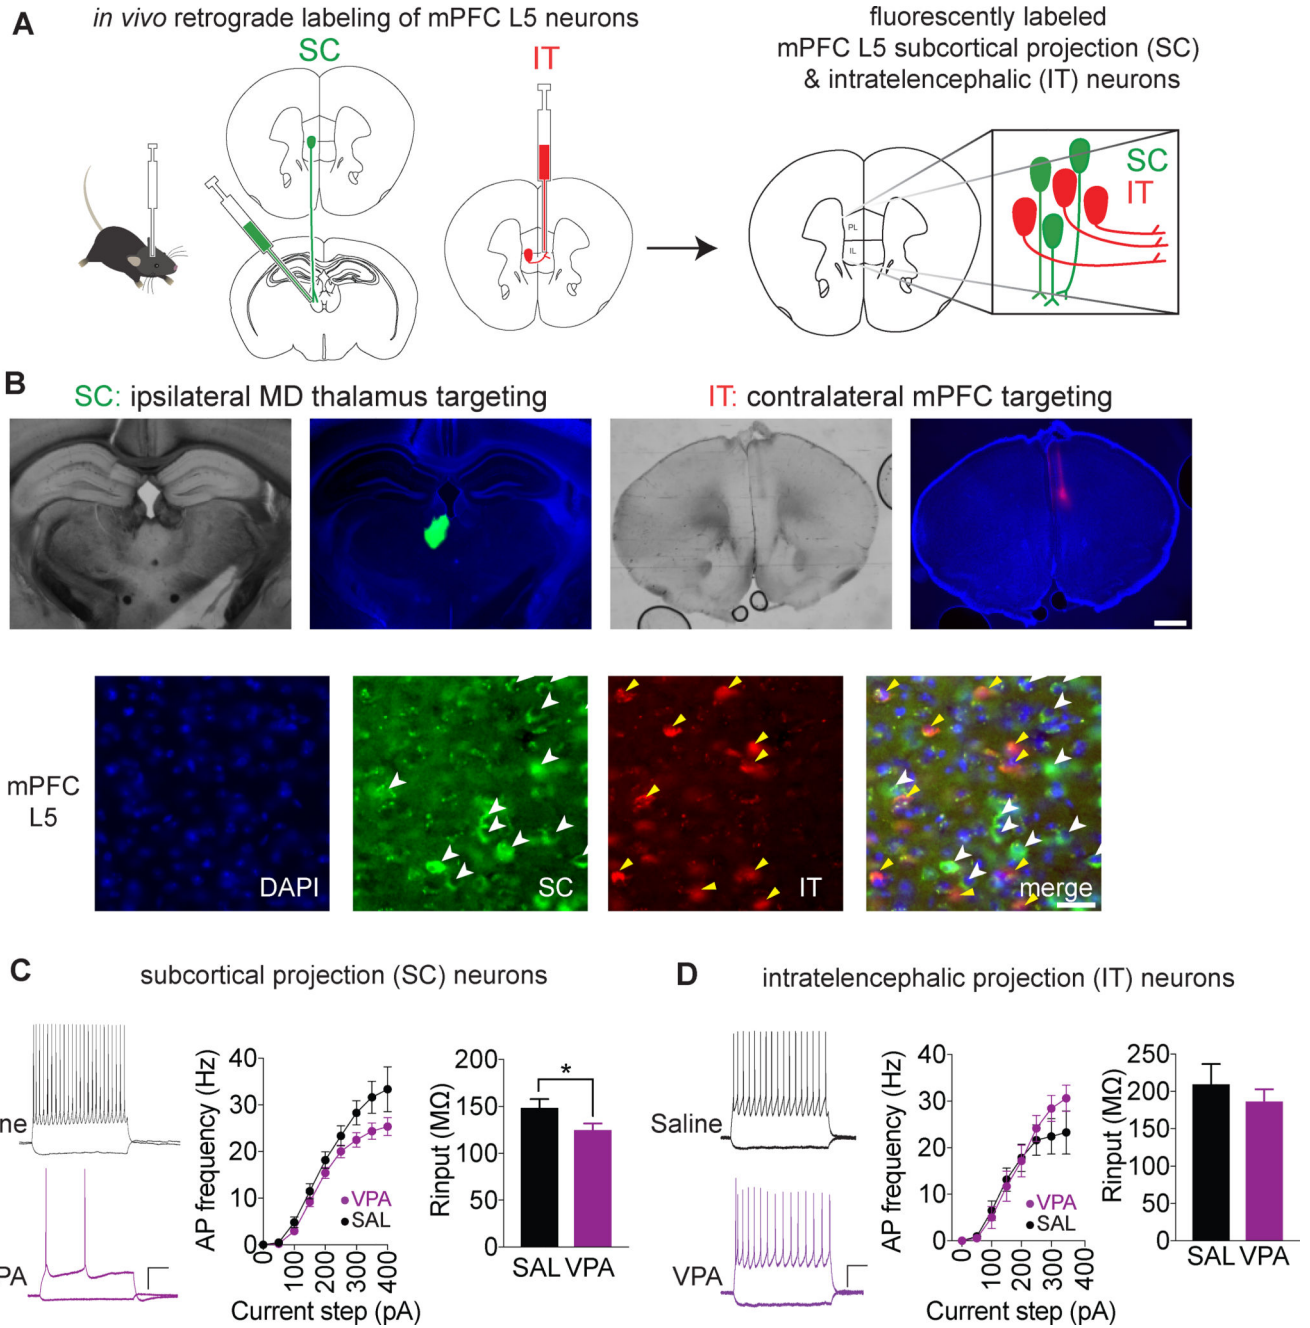 A
in vivo retrograde labeling of mPFC L5 neurons
SC
IT
fluorescently labeled
mPFC L5 subcortical projection (SC)
& intratelencephalic (IT) neurons
PL
IL
SC
IT
B
SC: ipsilateral MD thalamus targeting
IT: contralateral mPFC targeting
mPFC
L5
DAPI
SC
IT
merge
C
subcortical projection (SC) neurons
ne
PA
AP frequency (Hz)
40
30
20
10
0
VPA
SAL
0
100
200
300
400
Current step (pA)
Rinput (MΩ)
200
150
100
50
0
*
SAL VPA
D
intratelencephalic projection (IT) neurons
Saline
VPA
AP frequency (Hz)
40
30
20
10
0
VPA
SAL
0
100
200
300
400
Current step (pA)
Rinput (MΩ)
250
200
150
100
50
0
SAL VPA